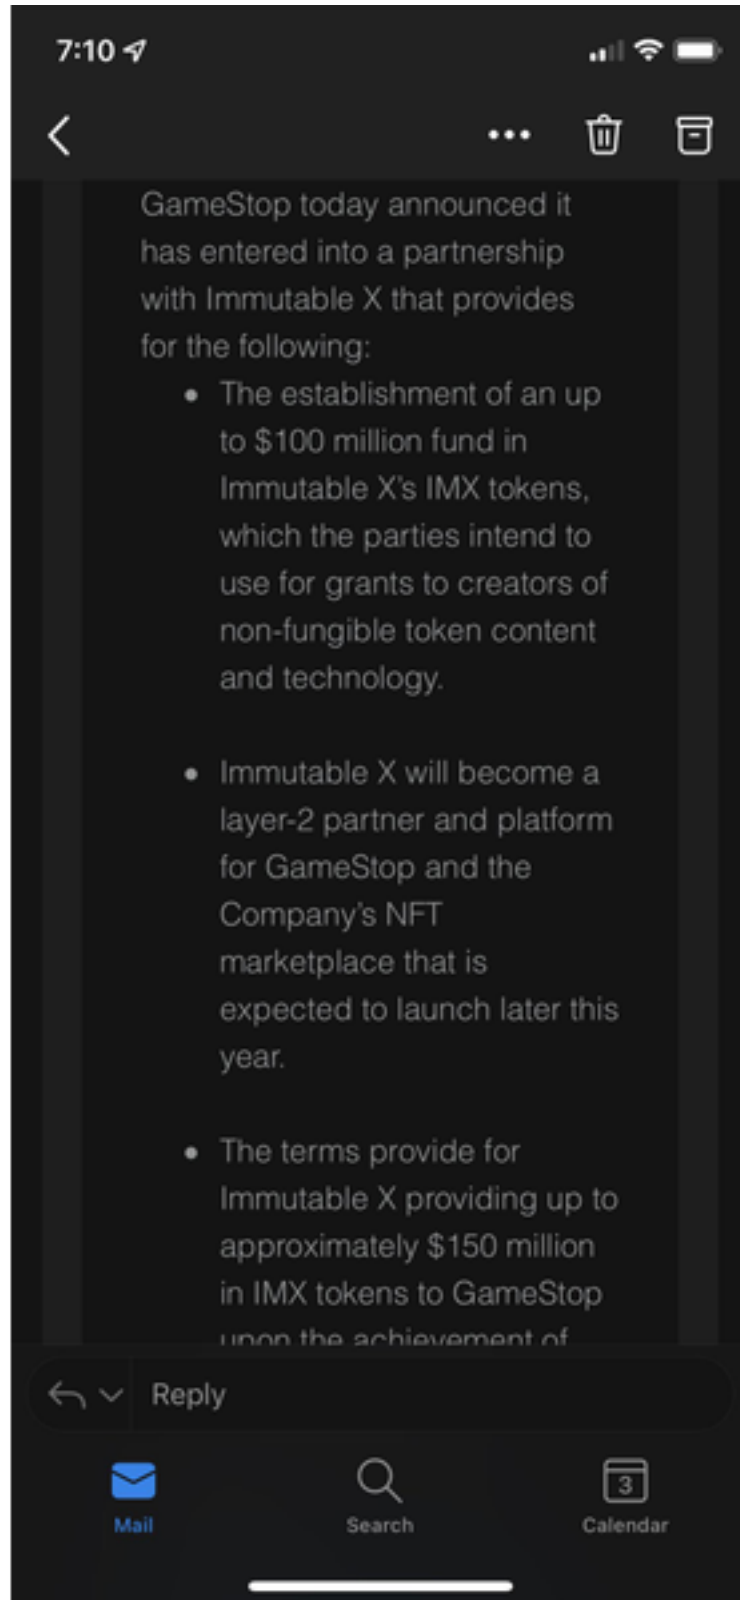 7:10
GameStop today announced it
has entered into a partnership
with Immutable X that provides
for the following:
• The establishment of an up
to $100 million fund in
Immutable X's IMX tokens,
which the parties intend to
use for grants to creators of
non-fungible token content
and technology.
• Immutable X will become a
layer-2 partner and platform
for GameStop and the
Company's NFT
marketplace that is
expected to launch later this
year.
• The terms provide for
Immutable X providing up to
approximately $150 million
in IMX tokens to GameStop
upon the achievement of
Reply
3
Mail Search Calendar